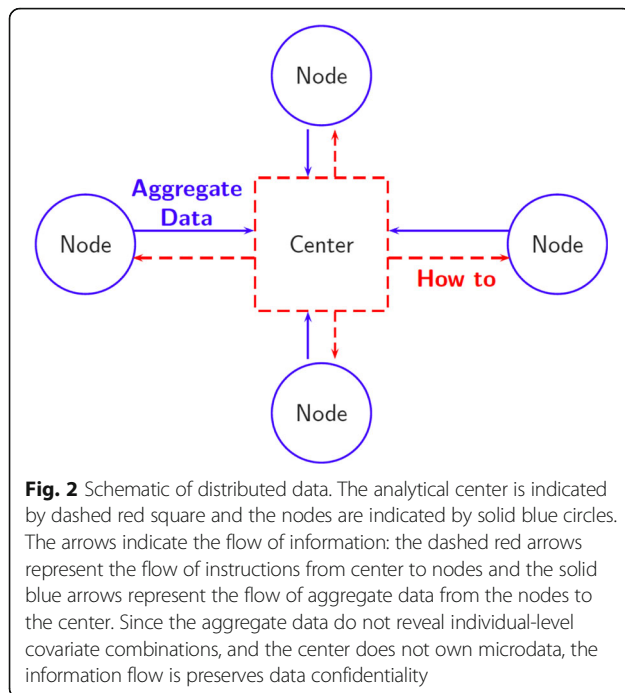 Node
Aggregate
Data
Node
Center
Node
How to
Node
Fig. 2 Schematic of distributed data. The analytical center is indicated
by dashed red square and the nodes are indicated by solid blue circles.
The arrows indicate the flow of information: the dashed red arrows
represent the flow of instructions from center to nodes and the solid
blue arrows represent the flow of aggregate data from the nodes to
the center. Since the aggregate data do not reveal individual-level
covariate combinations, and the center does not own microdata, the
information flow is preserves data confidentiality